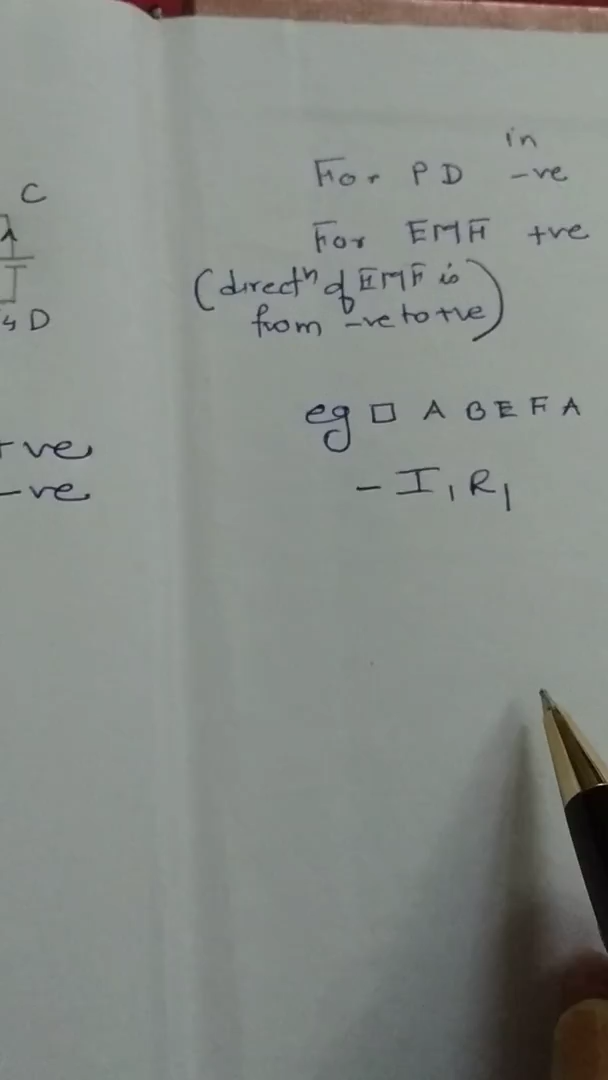 C
D
+ve
-ve
in
For PD -ve
For EMF +ve
(directn of EMF is
from -ve to +ve)
eg □ A B E F A
- I1R1